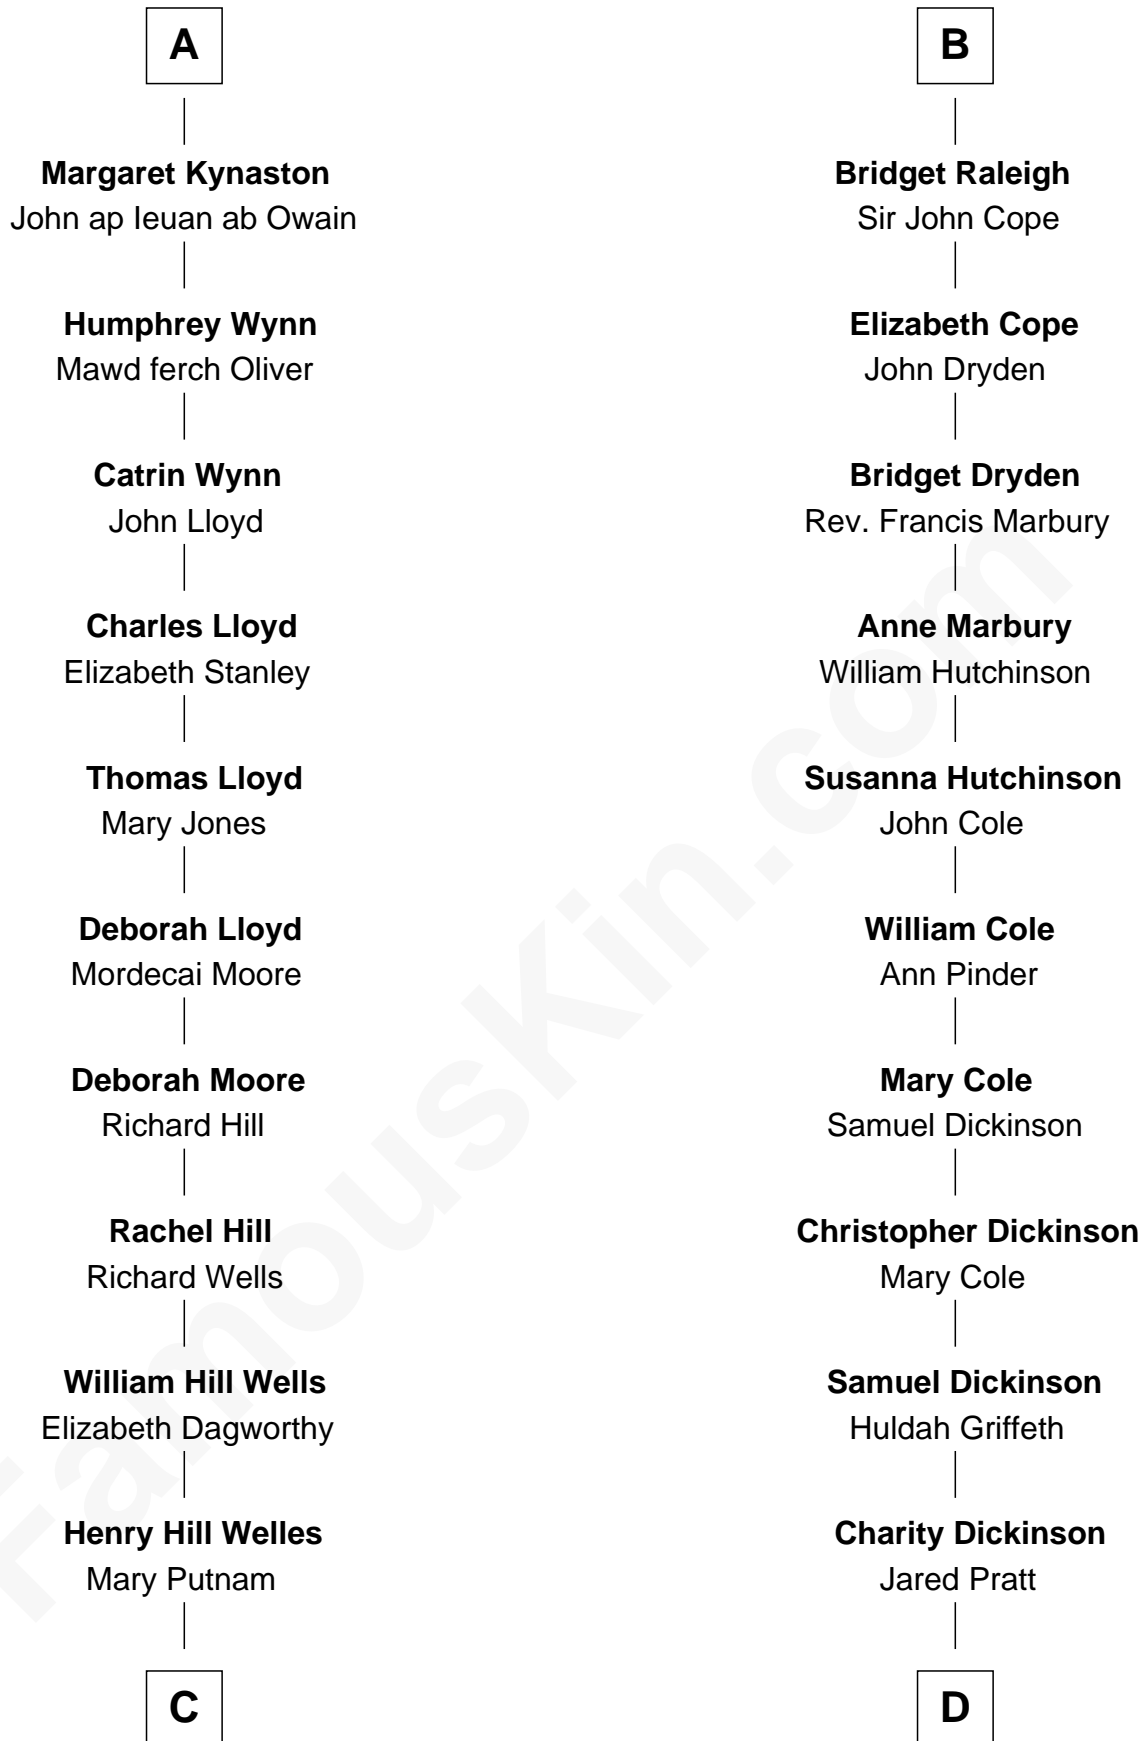 A
Margaret Kynaston
John ap Ieuan ab Owain
Humphrey Wynn
Mawd ferch Oliver
Catrin Wynn
John Lloyd
Charles Lloyd
Elizabeth Stanley
Thomas Lloyd
Mary Jones
Deborah Lloyd
Mordecai Moore
Deborah Moore
Richard Hill
Rachel Hill
Richard Wells
William Hill Wells
Elizabeth Dagworthy
Henry Hill Welles
Mary Putnam
C
B
Bridget Raleigh
Sir John Cope
Elizabeth Cope
John Dryden
Bridget Dryden
Rev. Francis Marbury
Anne Marbury
William Hutchinson
Susanna Hutchinson
John Cole
William Cole
Ann Pinder
Mary Cole
Samuel Dickinson
Christopher Dickinson
Mary Cole
Samuel Dickinson
Huldah Griffeth
Charity Dickinson
Jared Pratt
D
FamousKin.com